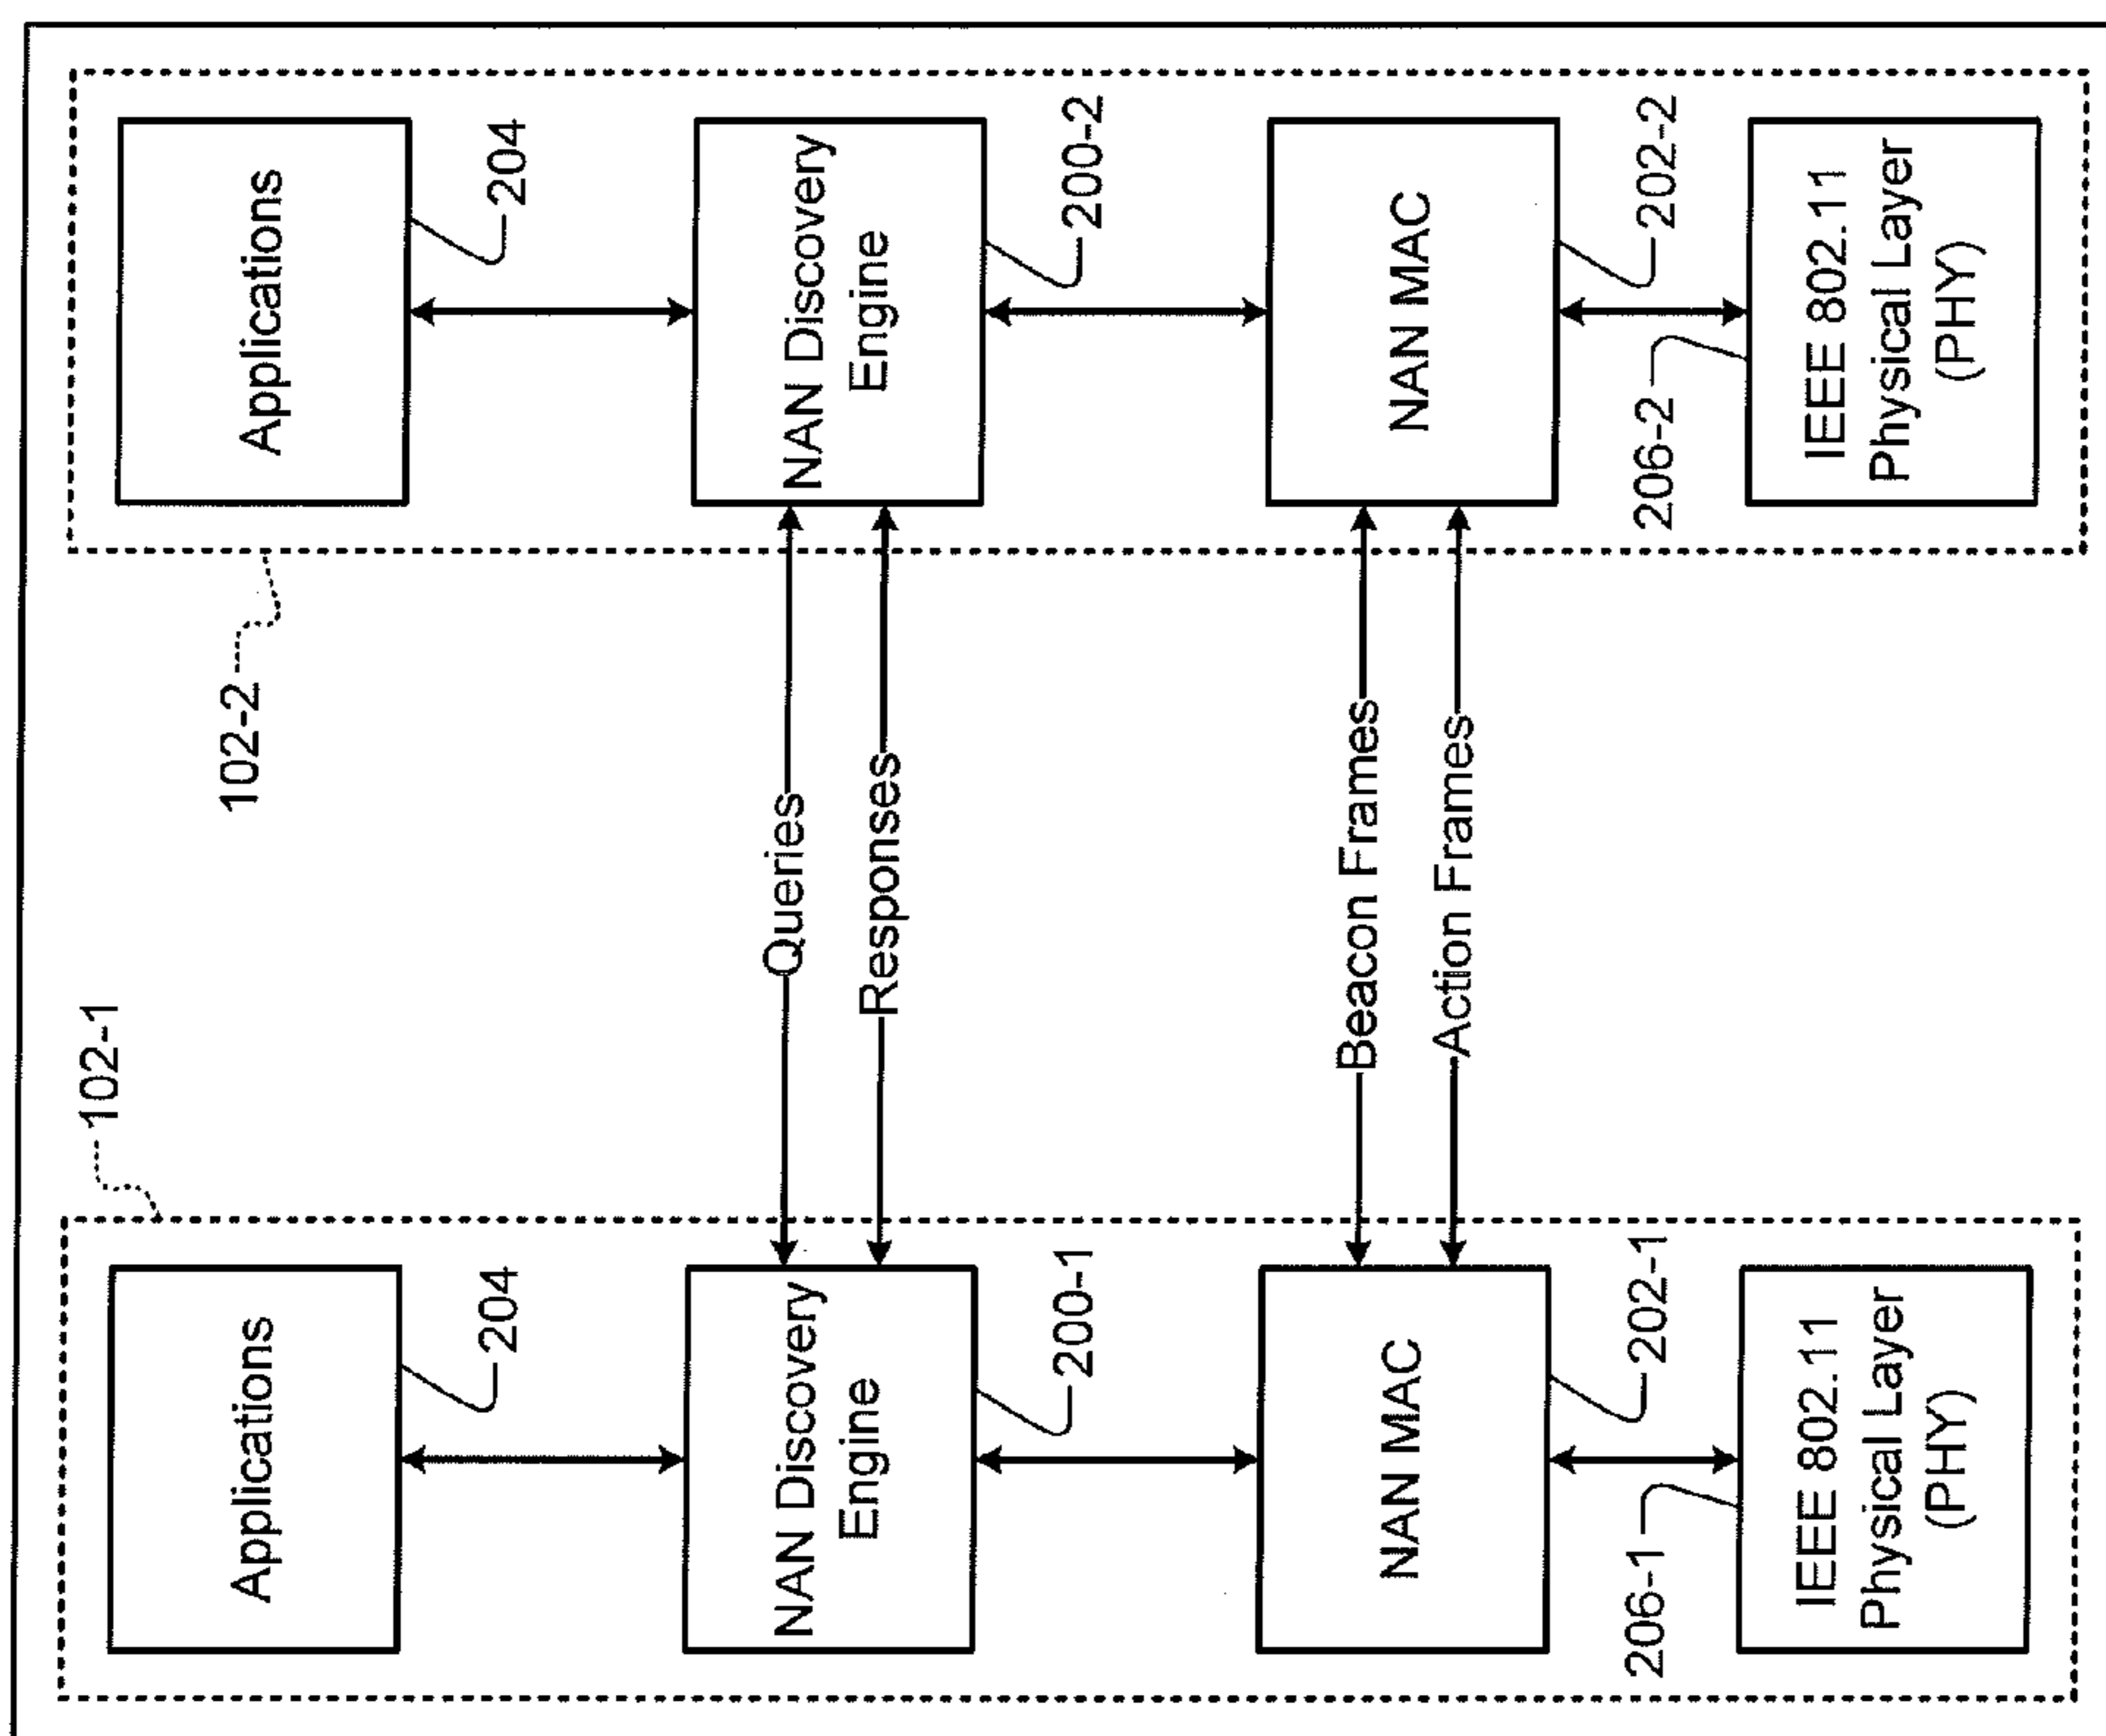 102-1
Applications
204
NAN Discovery
Engine
200-1
NAN MAC
202-1
206-1
IEEE 802.11
Physical Layer
(PHY)
Queries
Responses
Beacon Frames
Action Frames
102-2
Applications
204
NAN Discovery
Engine
200-2
NAN MAC
202-2
206-2
IEEE 802.11
Physical Layer
(PHY)